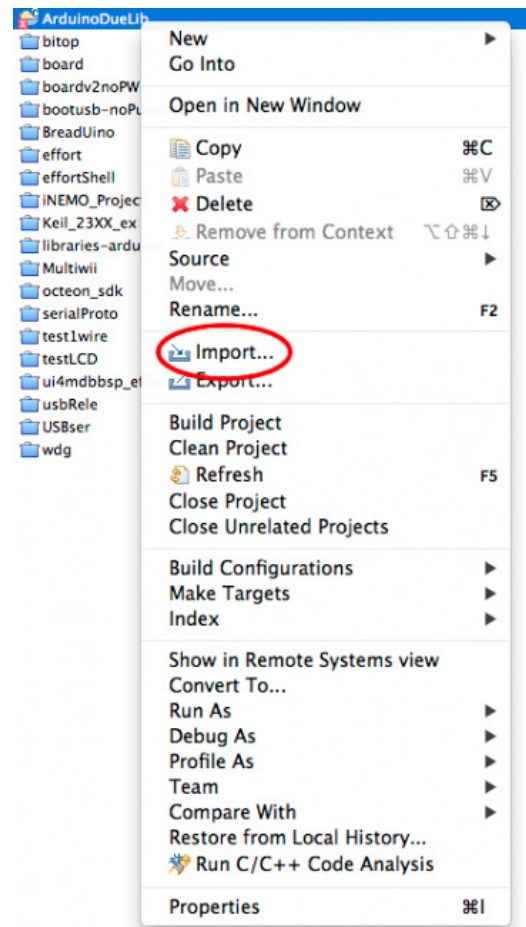 ArduinoDueLib
bitop
board
boardv2noPW
bootusb-noPu
BreadUino
effort
effortShell
iNEMO_Project
Keil_23XX_ex
libraries-ardu
Multiwii
octeon_sdk
serialProto
test1wire
testLCD
ui4mdbbsp_ef
usbRele
USBser
wdg
New
Go Into
Open in New Window
Copy ⌘C
Paste ⌘V
Delete ⌦
Remove from Context ⌥⇧⌘↓
Source
Move...
Rename... F2
Import...
Export...
Build Project
Clean Project
Refresh F5
Close Project
Close Unrelated Projects
Build Configurations
Make Targets
Index
Show in Remote Systems view
Convert To...
Run As
Debug As
Profile As
Team
Compare With
Restore from Local History...
Run C/C++ Code Analysis
Properties ⌘I